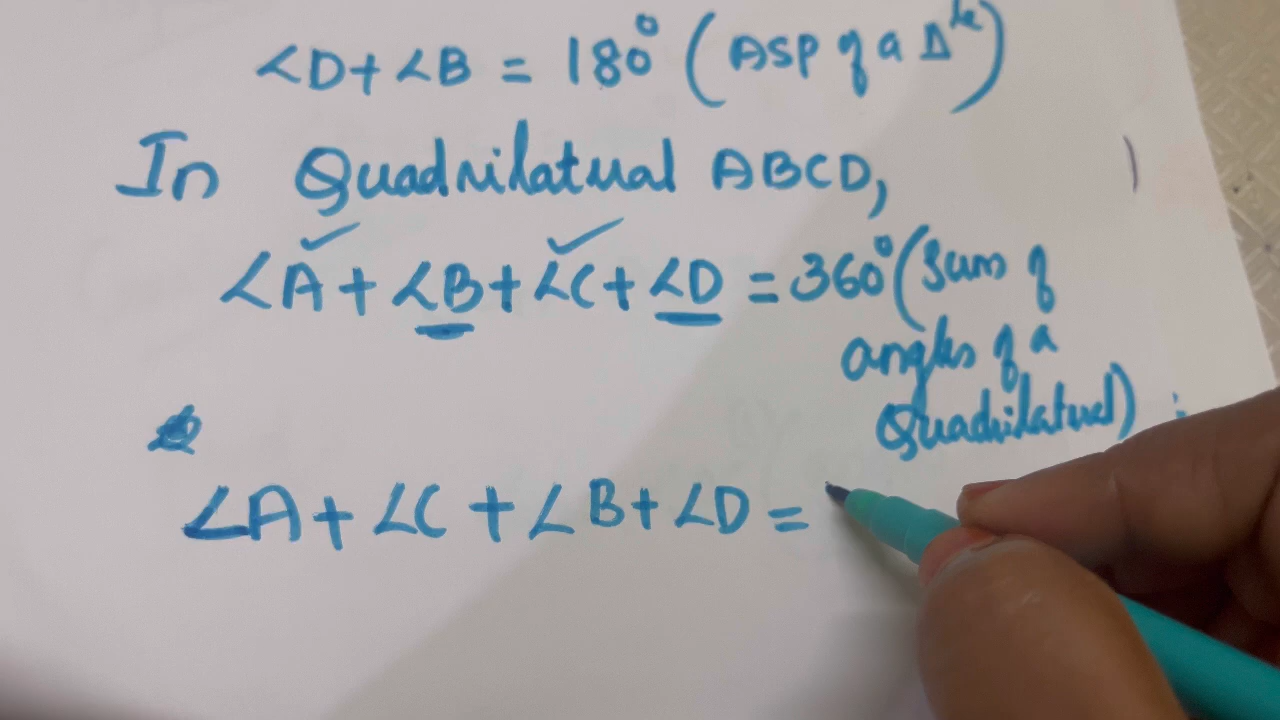 ∠D + ∠B = 180° (ASP of a Δle)
In Quadrilatual ABCD,
∠A + ∠B + ∠C + ∠D = 360° (Sum of
angles of a
Quadrilatual)
∠A + ∠C + ∠B + ∠D =